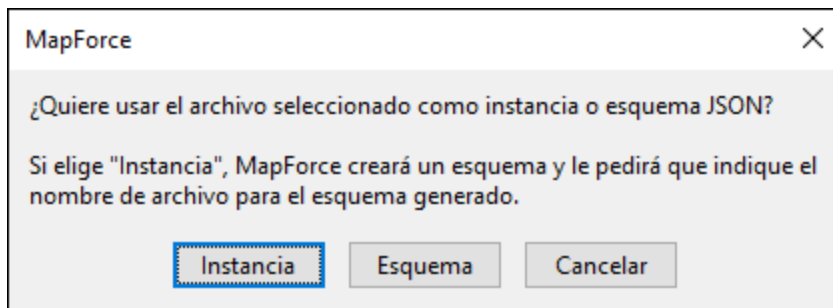 MapForce
¿Quiere usar el archivo seleccionado como instancia o esquema JSON?
Si elige "Instancia", MapForce creará un esquema y le pedirá que indique el
nombre de archivo para el esquema generado.
Instancia
Esquema
Cancelar